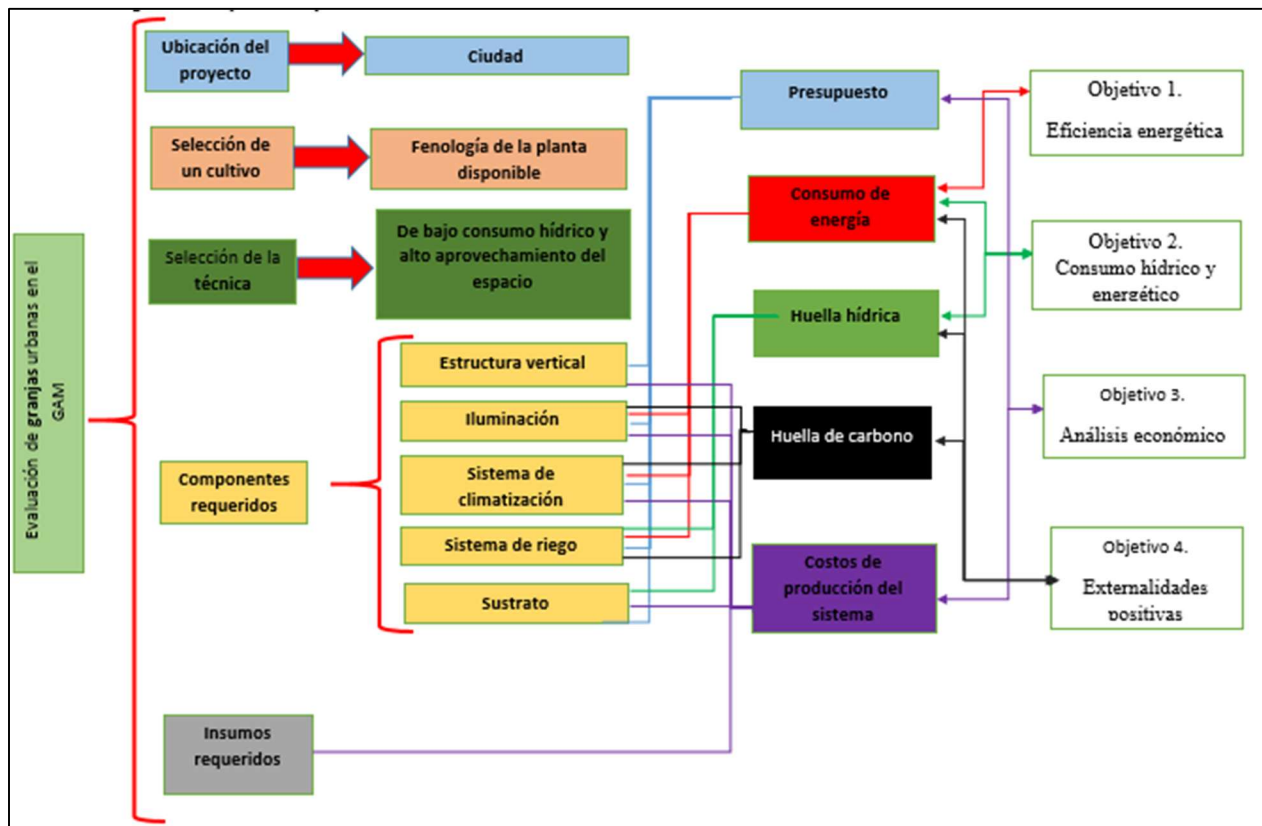 Evaluación de granjas urbanas en el
GAM
Ubicación del
proyecto
Ciudad
Selección de
un cultivo
Fenología de la planta
disponible
Selección de la
técnica
De bajo consumo hídrico y
alto aprovechamiento del
espacio
Componentes
requeridos
Estructura vertical
Iluminación
Sistema de
climatización
Sistema de riego
Sustrato
Insumos
requeridos
Presupuesto
Consumo de
energía
Huella hídrica
Huella de carbono
Costos de
producción del
sistema
Objetivo 1.
Eficiencia energética
Objetivo 2.
Consumo hídrico y
energético
Objetivo 3.
Análisis económico
Objetivo 4.
Externalidades
positivas